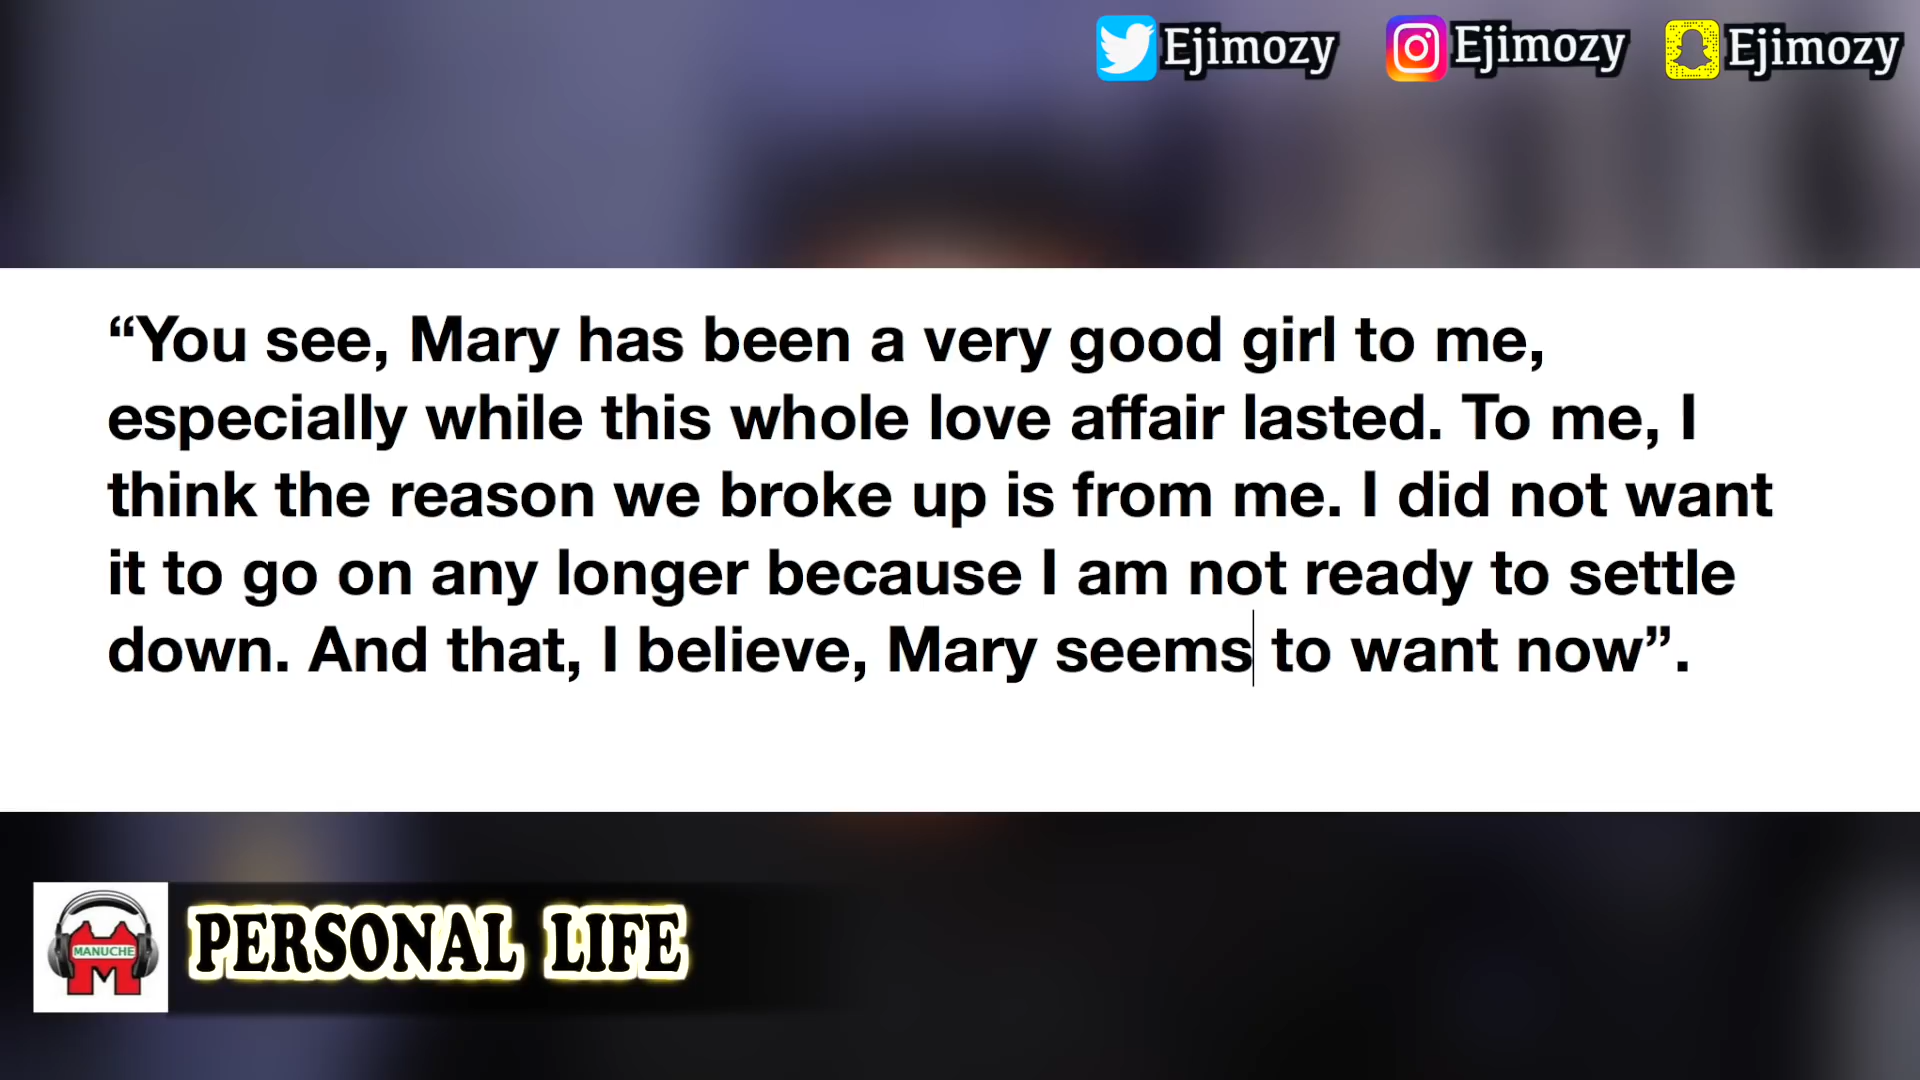 Ejimozy Ejimozy Ejimozy
“You see, Mary has been a very good girl to me,
especially while this whole love affair lasted. To me, I
think the reason we broke up is from me. I did not want
it to go on any longer because I am not ready to settle
down. And that, I believe, Mary seems to want now”.
MANUCHE
PERSONAL LIFE